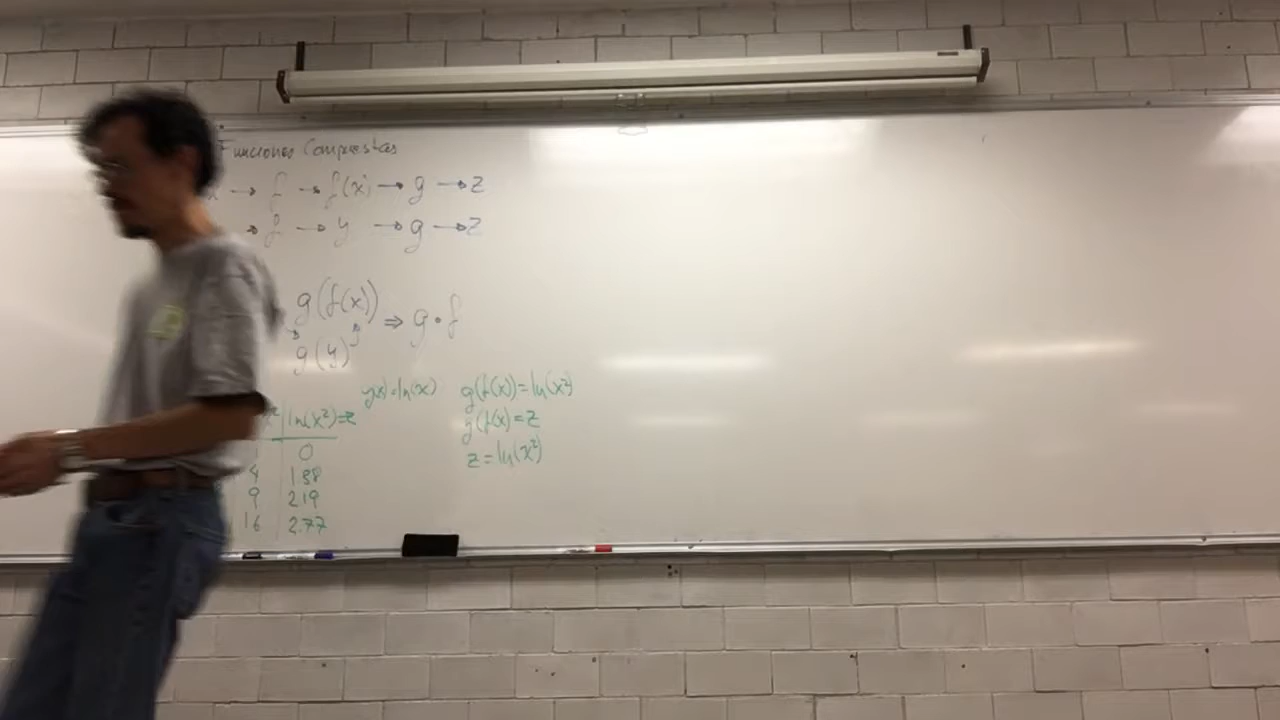 Funciones Compuestas
→ f → f(x) → g → z
→ f → y → g → z
g(f(x)) ⇒ g • f
g(y)
g(x)=ln(x) g(f(x))=ln(x²)
ln(x²)=z g(f(x)=z
0 z=ln(x²)
4 1.38
9 2.19
16 2.77